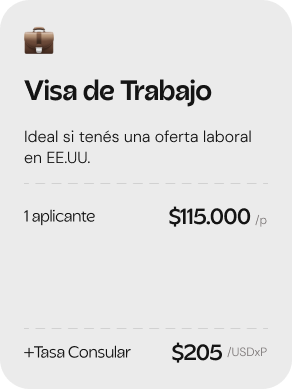 Visa de Trabajo
Ideal si tenés una oferta laboral
en EE.UU.
1 aplicante $115.000 /p
+Tasa Consular $205 /USDxP